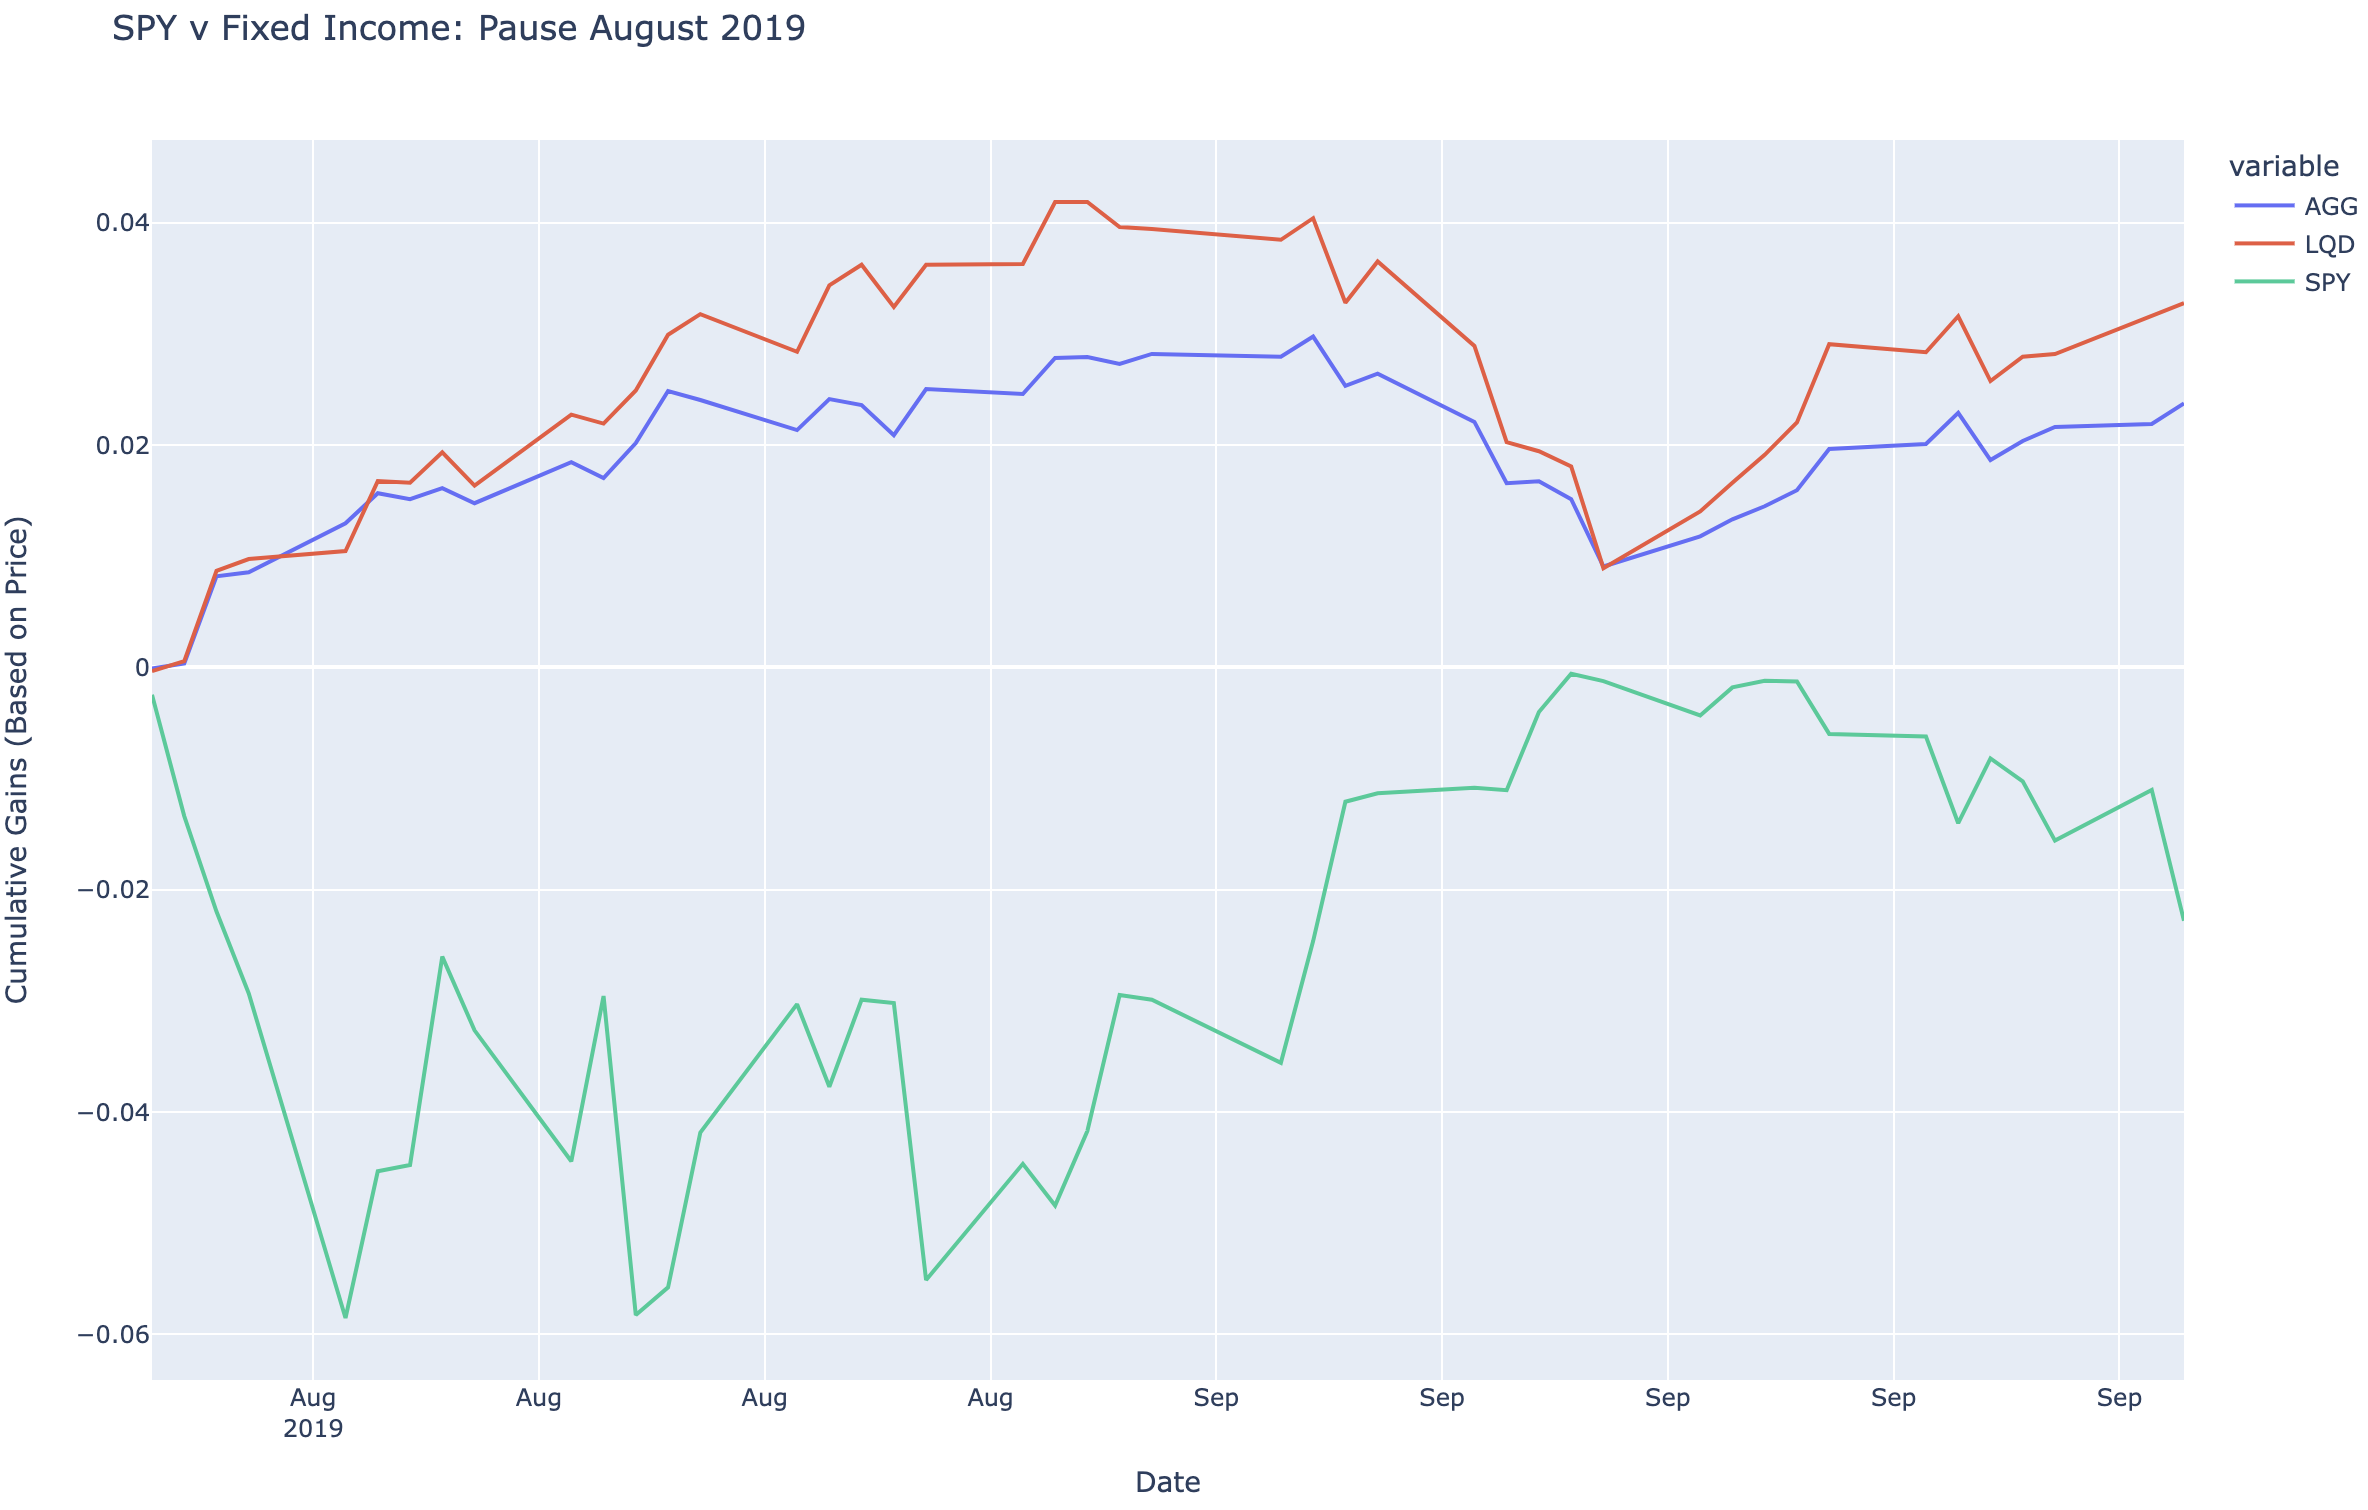 SPY v Fixed Income: Pause August 2019
variable
AGG
LQD
SPY
Cumulative Gains (Based on Price)
0.04
0.02
0
−0.02
−0.04
−0.06
Aug Aug Aug Aug Sep Sep Sep Sep Sep
2019
Date